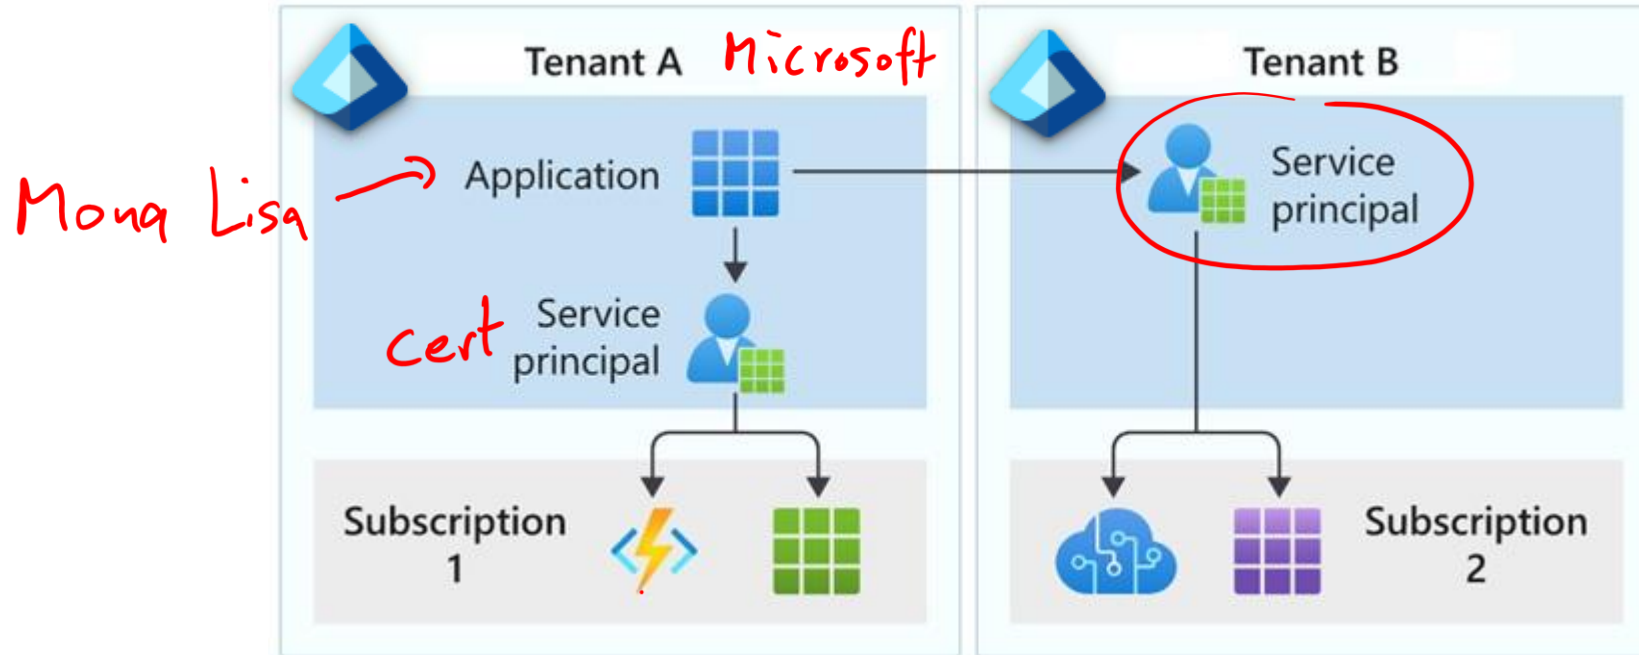 Tenant A Microsoft
Tenant B
Mona Lisa
Application
Service
principal
cert
Service
principal
Subscription
1
Subscription
2